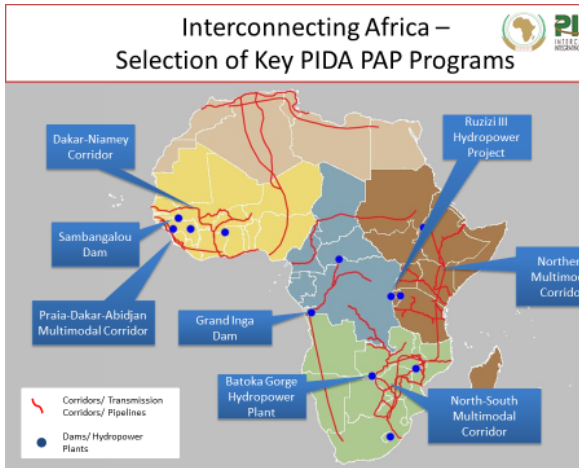 Interconnecting Africa –
Selection of Key PIDA PAP Programs
Dakar-Niamey
Corridor
Ruzizi III
Hydropower
Project
Sambangalou
Dam
Praia-Dakar-Abidjan
Multimodal Corridor
Grand Inga
Dam
Batoka Gorge
Hydropower
Plant
North-South
Multimodal
Corridor
Corridors/ Transmission
Corridors/ Pipelines
Dams/ Hydropower
Plants